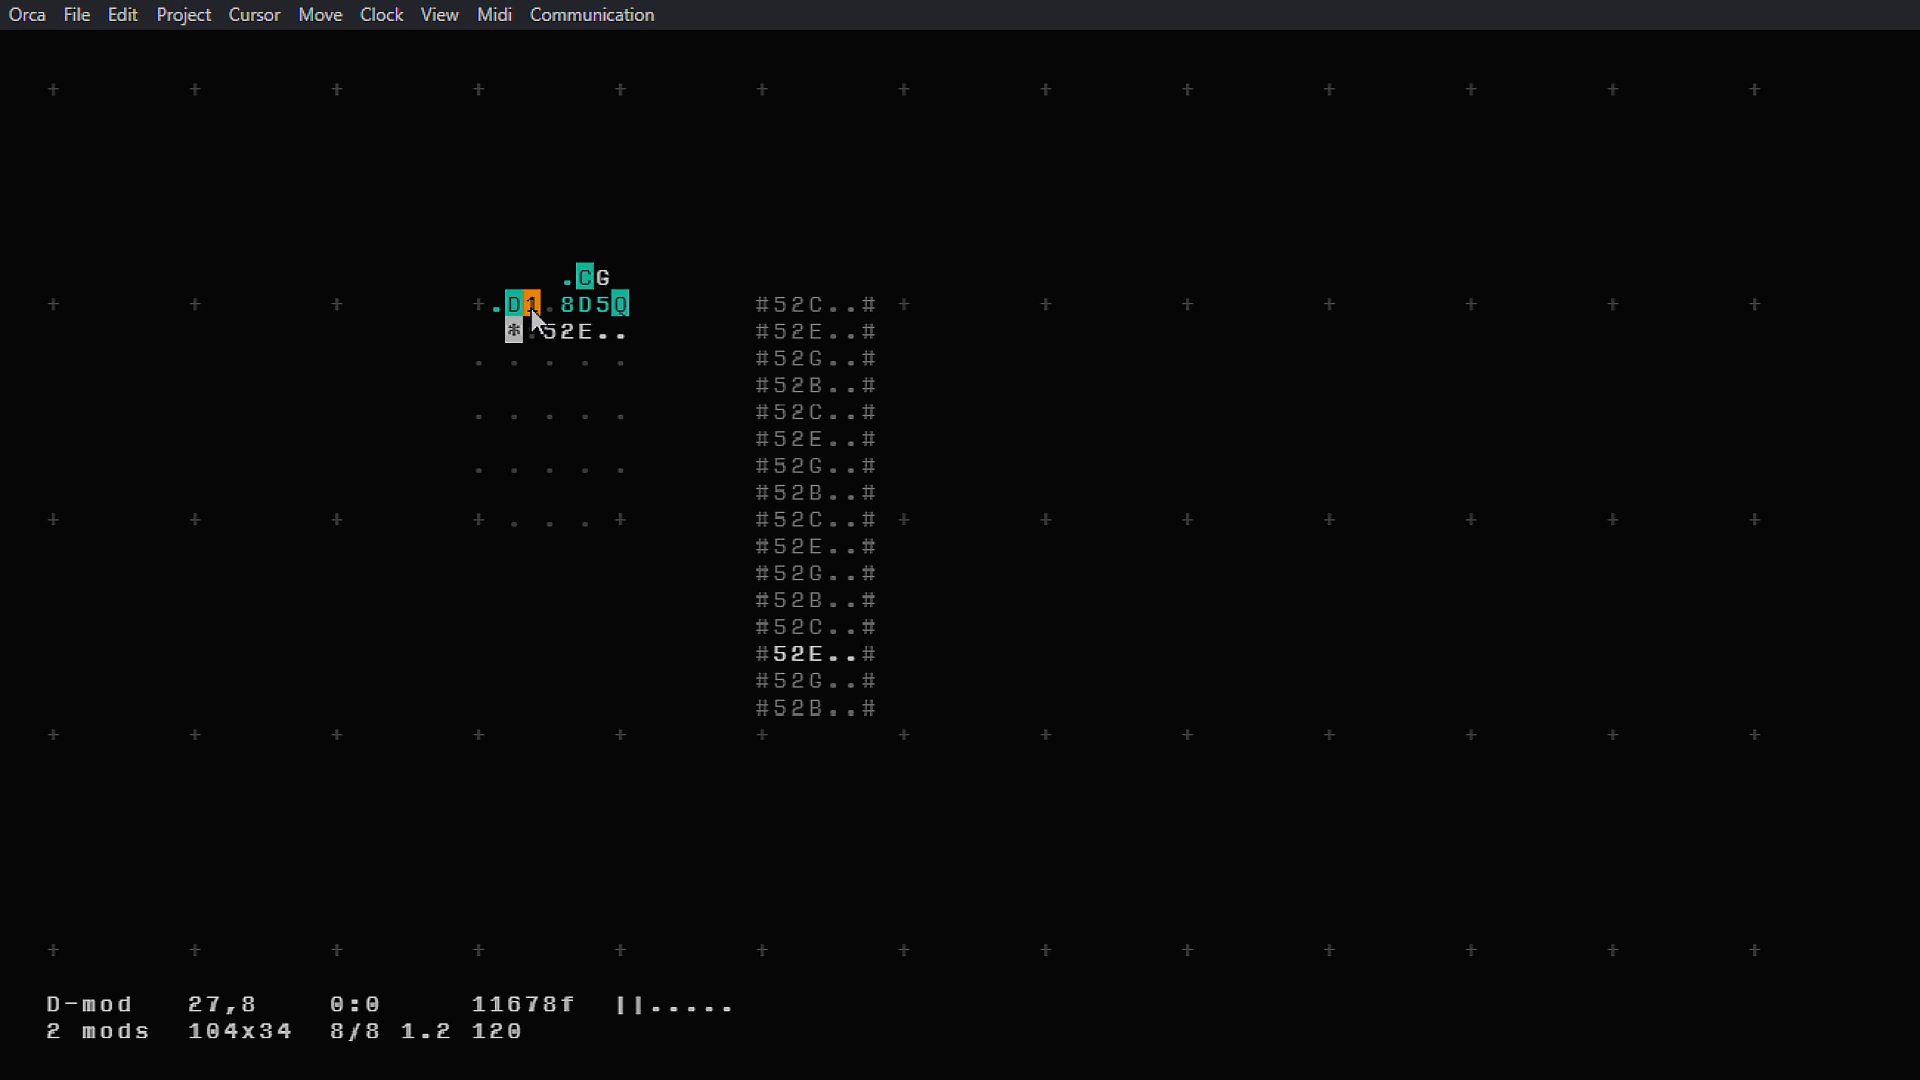 Orca File Edit Project Cursor Move Clock View Midi Communication
.CG
.D1.8D5Q
*.52E..
#52C..#
#52E..#
#52G..#
#52B..#
#52C..#
#52E..#
#52G..#
#52B..#
#52C..#
#52E..#
#52G..#
#52B..#
#52C..#
#52E..#
#52G..#
#52B..#
D-mod 27,8 0:0 11678f ||.....
2 mods 104x34 8/8 1.2 120